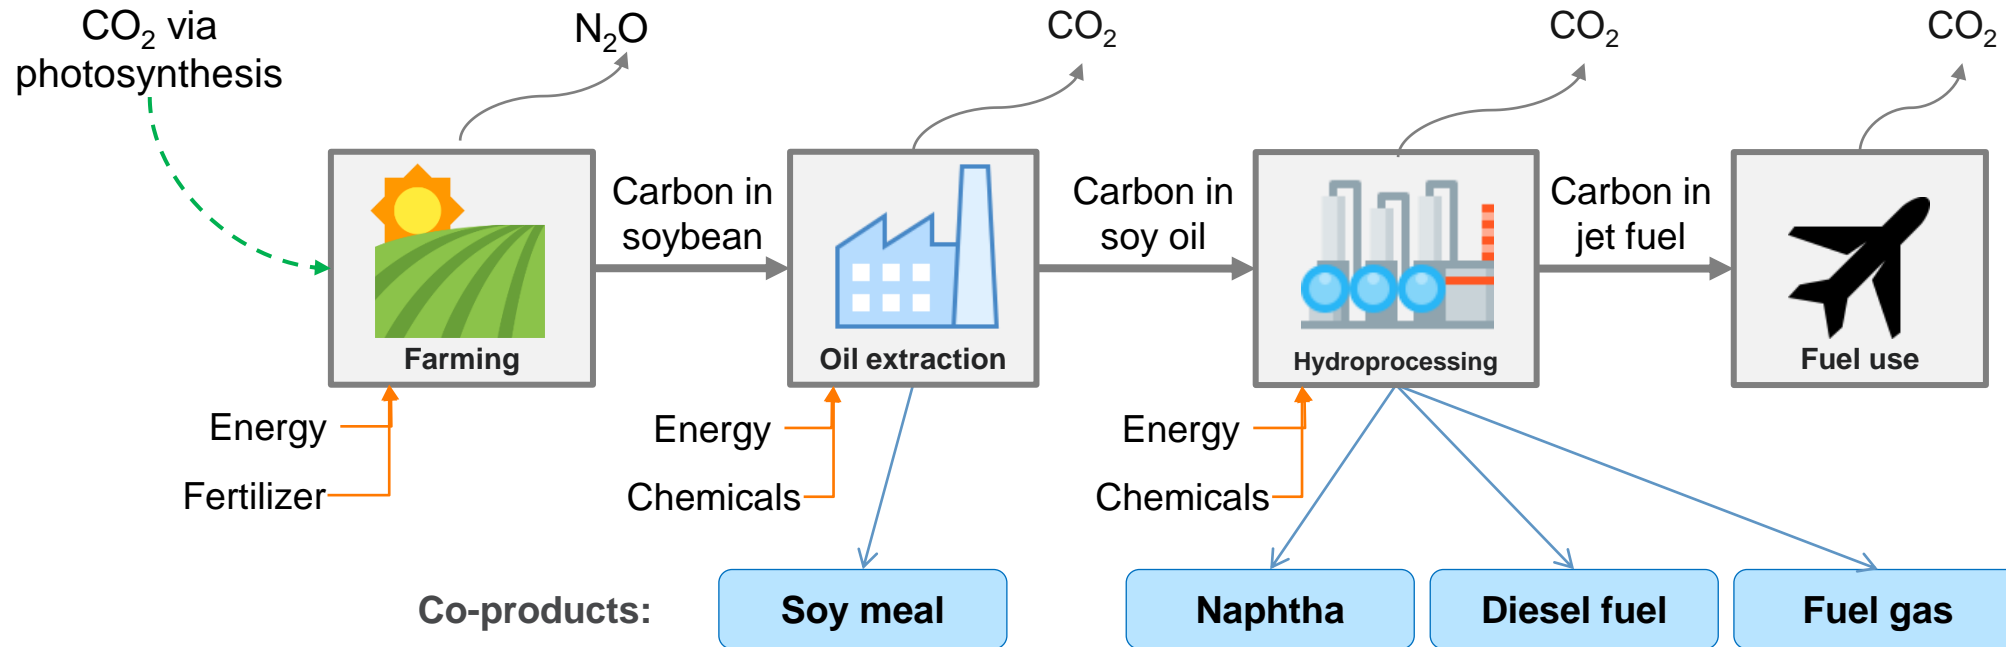 CO₂ via
photosynthesis
N₂O
CO₂
CO₂
CO₂
Carbon in
soybean
Carbon in
soy oil
Carbon in
jet fuel
Farming
Oil extraction
Hydroprocessing
Fuel use
Energy
Fertilizer
Energy
Chemicals
Energy
Chemicals
Co-products:
Soy meal
Naphtha
Diesel fuel
Fuel gas